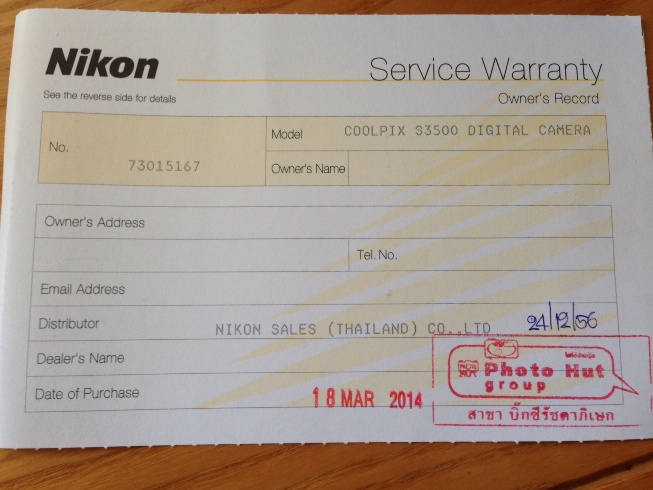 Nikon
Service Warranty
See the reverse side for details
Owner's Record
No. 73015167
Model COOLPIX S3500 DIGITAL CAMERA
Owner's Name
Owner's Address
Tel. No.
Email Address
Distributor NIKON SALES (THAILAND) CO.,LTD 24/12/56
Dealer's Name
Photo Hut
group
Date of Purchase 18 MAR 2014
สาขา บิ๊กซีรัชดาภิเษก